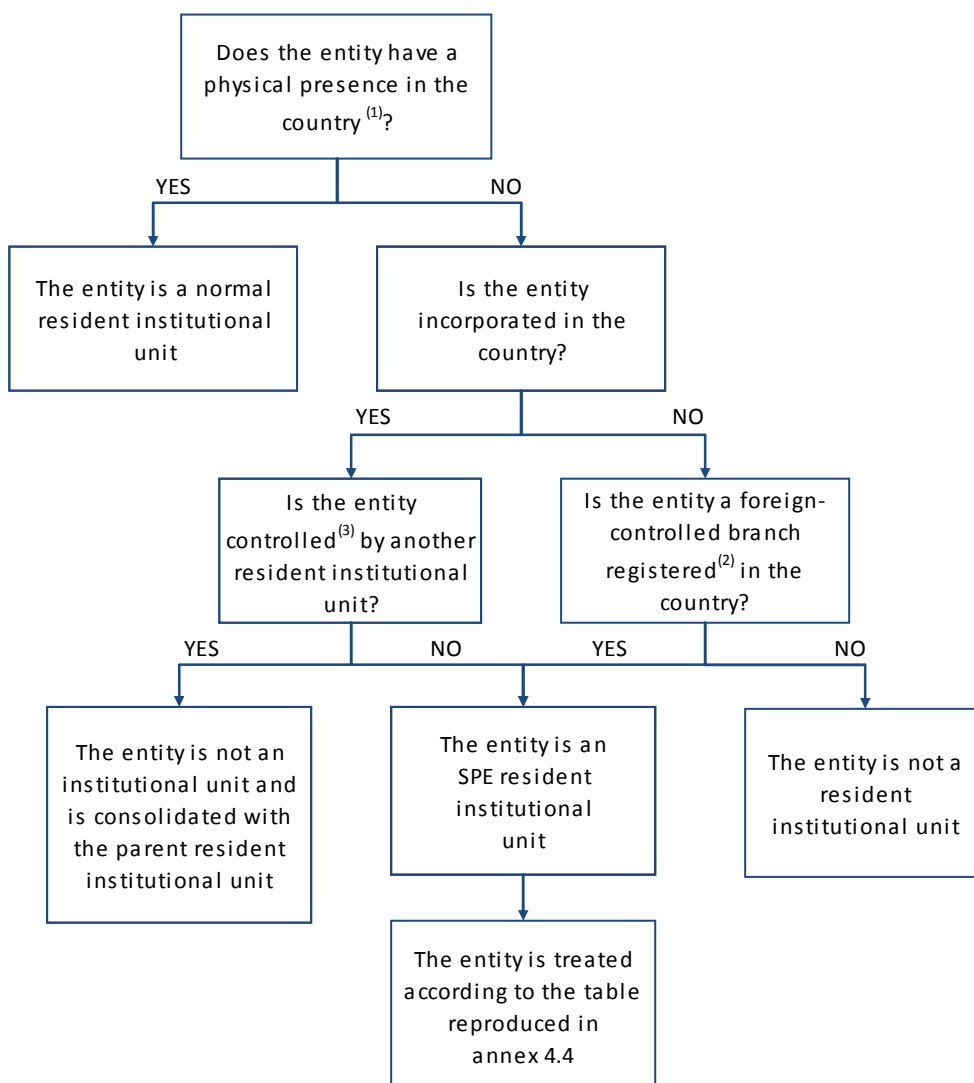 Does the entity have a
physical presence in the
country (1)?
YES
NO
The entity is a normal
resident institutional
unit
Is the entity
incorporated in the
country?
YES
NO
Is the entity
controlled(3) by another
resident institutional
unit?
Is the entity a foreign-
controlled branch
registered(2) in the
country?
YES
NO
YES
NO
The entity is not an
institutional unit and
is consolidated with
the parent resident
institutional unit
The entity is an
SPE resident
institutional
unit
The entity is not a
resident
institutional unit
The entity is treated
according to the table
reproduced in
annex 4.4